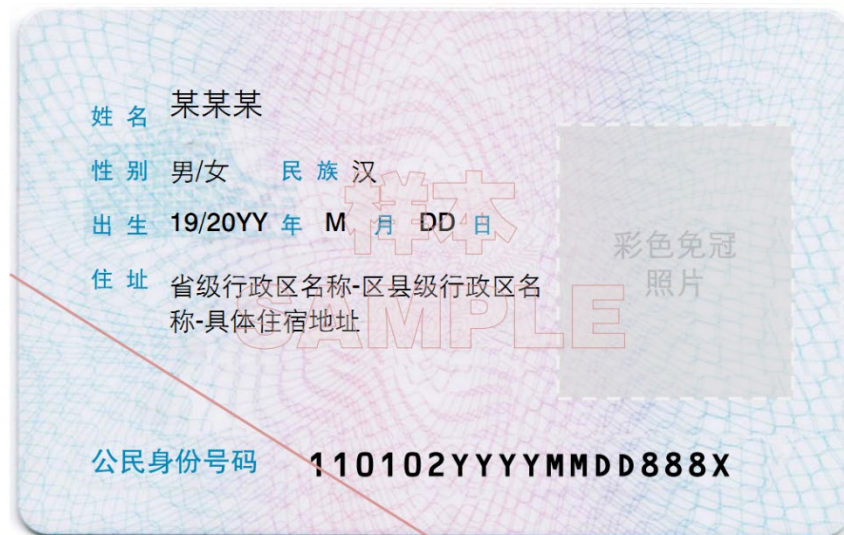 姓 名 某某某
性 别 男/女 民 族 汉
出 生 19/20YY 年 M 月 DD 日
住 址 省级行政区名称-区县级行政区名
称-具体住宿地址
彩色免冠
照片
样本
SAMPLE
公民身份号码 110102YYYYMMDD888X